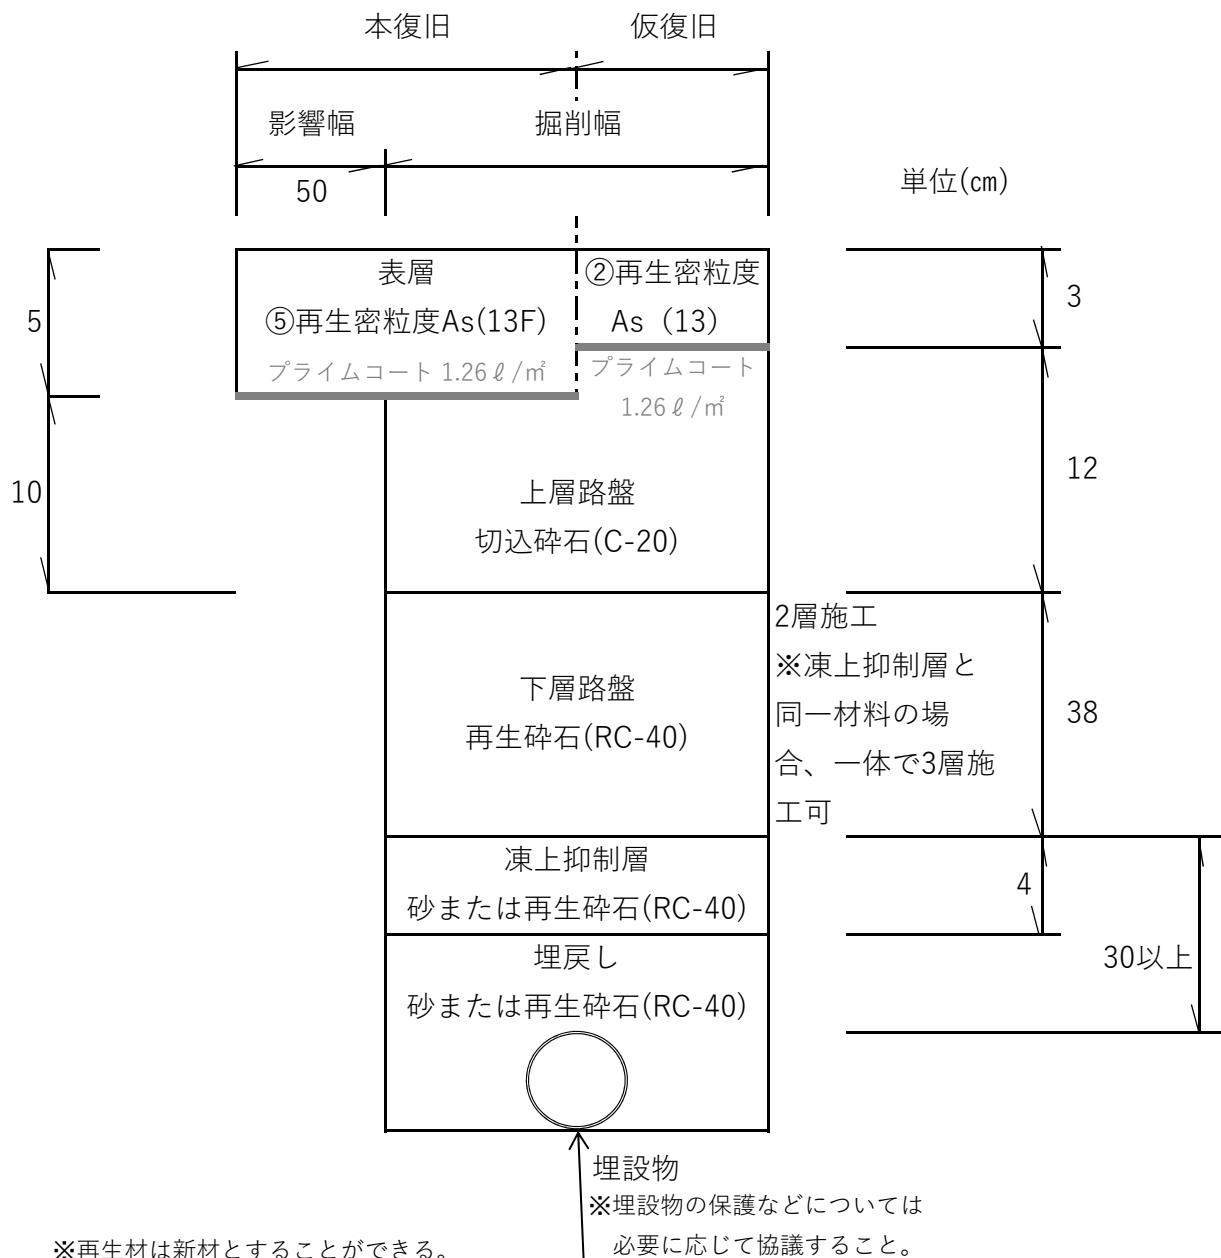 本復旧
仮復旧
影響幅
掘削幅
50
単位(㎝)
表層
⑤再生密粒度As(13F)
プライムコート 1.26ℓ/㎡
②再生密粒度
As（13）
プライムコート
1.26ℓ/㎡
5
3
10
12
上層路盤
切込砕石(C-20)
下層路盤
再生砕石(RC-40)
2層施工
※凍上抑制層と
同一材料の場
合、一体で3層施
工可
38
凍上抑制層
砂または再生砕石(RC-40)
4
埋戻し
砂または再生砕石(RC-40)
30以上
埋設物
※埋設物の保護などについては
必要に応じて協議すること。
※再生材は新材とすることができる。